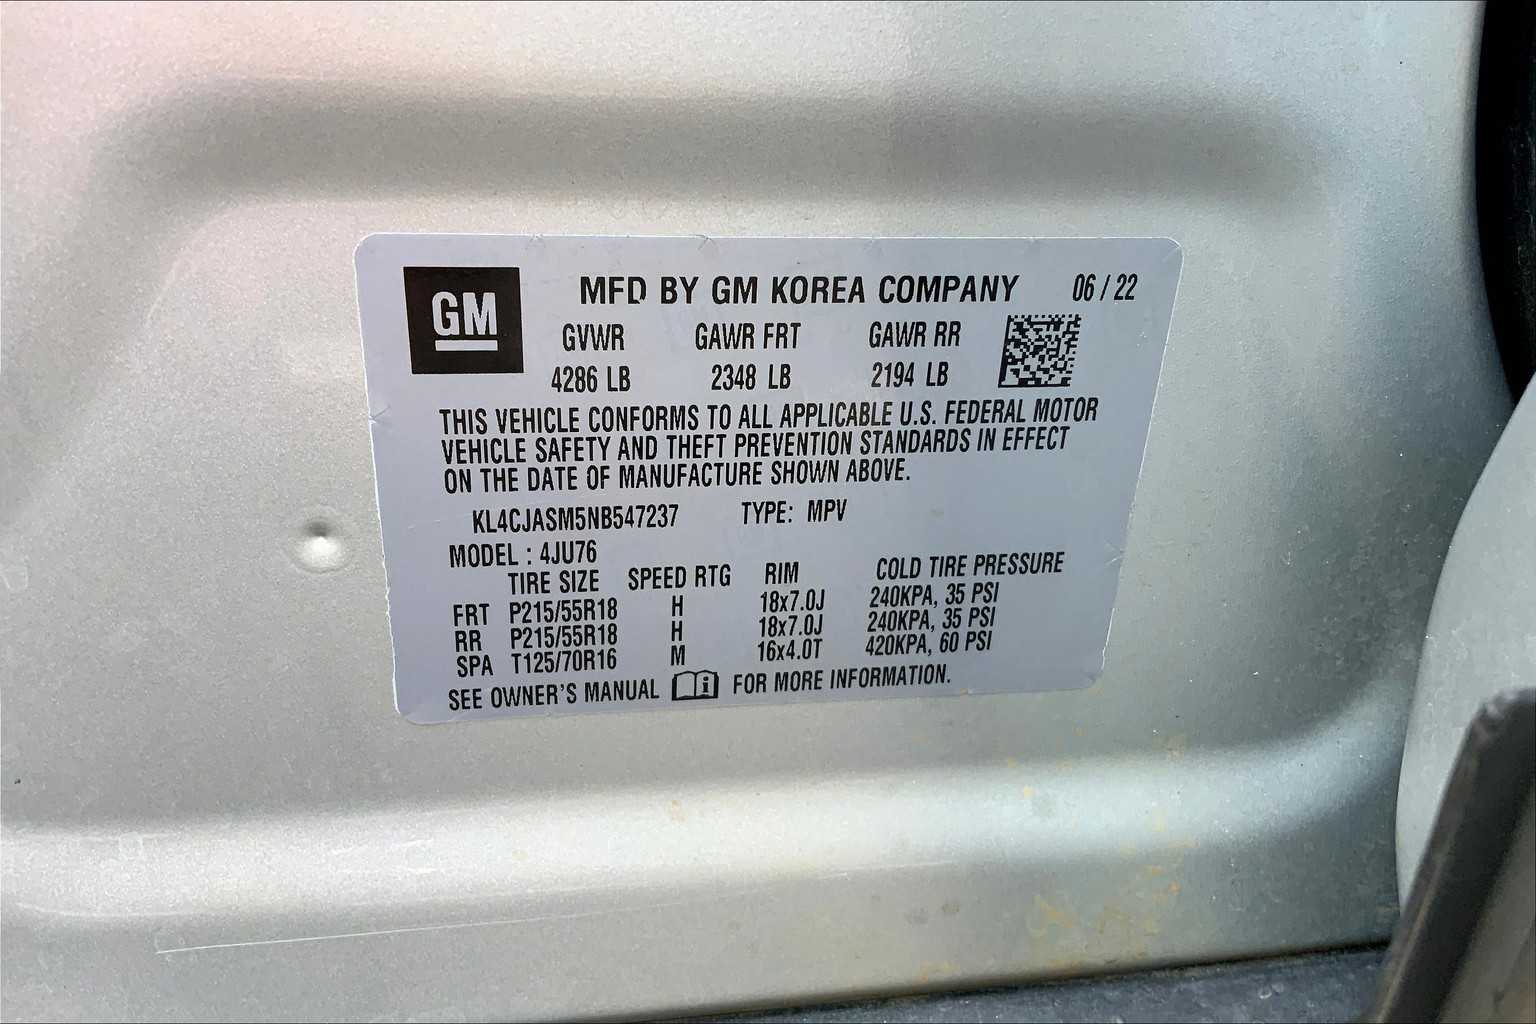 GM MFD BY GM KOREA COMPANY 06 / 22
GVWR GAWR FRT GAWR RR
4286 LB 2348 LB 2194 LB
THIS VEHICLE CONFORMS TO ALL APPLICABLE U.S. FEDERAL MOTOR
VEHICLE SAFETY AND THEFT PREVENTION STANDARDS IN EFFECT
ON THE DATE OF MANUFACTURE SHOWN ABOVE.
KL4CJASM5NB547237 TYPE: MPV
MODEL : 4JU76
TIRE SIZE SPEED RTG RIM COLD TIRE PRESSURE
FRT P215/55R18 H 18x7.0J 240KPA, 35 PSI
RR P215/55R18 H 18x7.0J 240KPA, 35 PSI
SPA T125/70R16 M 16x4.0T 420KPA, 60 PSI
SEE OWNER'S MANUAL i FOR MORE INFORMATION.